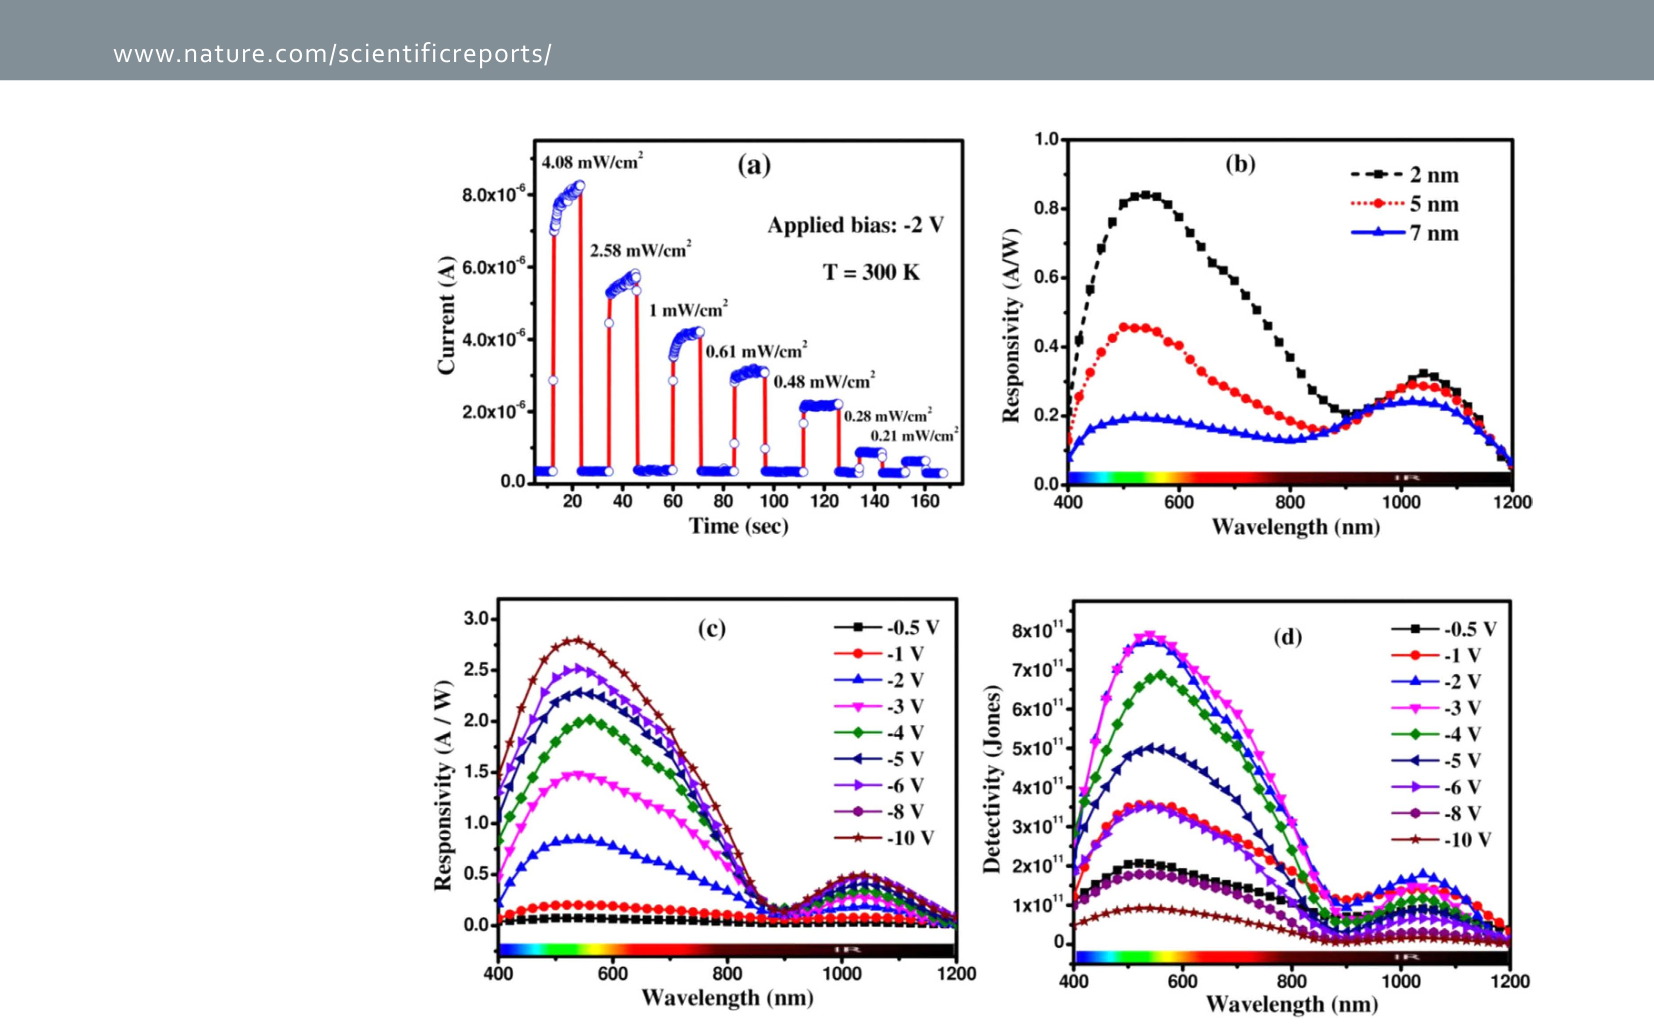 www.nature.com/scientificreports/
(a)
4.08 mW/cm²
2.58 mW/cm²
1 mW/cm²
0.61 mW/cm²
0.48 mW/cm²
0.28 mW/cm²
0.21 mW/cm²
Applied bias: -2 V
T = 300 K
Current (A)
8.0x10⁻⁶
6.0x10⁻⁶
4.0x10⁻⁶
2.0x10⁻⁶
0.0
20 40 60 80 100 120 140 160
Time (sec)
(b)
2 nm
5 nm
7 nm
Responsivity (A/W)
1.0
0.8
0.6
0.4
0.2
0.0
IR
400 600 800 1000 1200
Wavelength (nm)
(c)
-0.5 V
-1 V
-2 V
-3 V
-4 V
-5 V
-6 V
-8 V
-10 V
Responsivity (A / W)
3.0
2.5
2.0
1.5
1.0
0.5
0.0
IR
400 600 800 1000 1200
Wavelength (nm)
(d)
-0.5 V
-1 V
-2 V
-3 V
-4 V
-5 V
-6 V
-8 V
-10 V
Detectivity (Jones)
8x10¹¹
7x10¹¹
6x10¹¹
5x10¹¹
4x10¹¹
3x10¹¹
2x10¹¹
1x10¹¹
0
IR
400 600 800 1000 1200
Wavelength (nm)